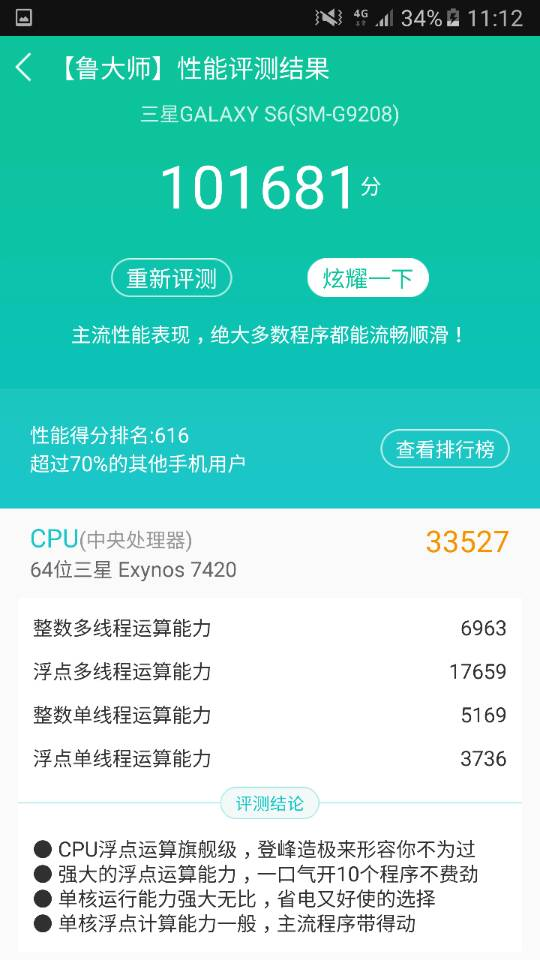 4G 34% 11:12
【鲁大师】性能评测结果
三星GALAXY S6(SM-G9208)
101681分
重新评测 炫耀一下
主流性能表现，绝大多数程序都能流畅顺滑！
性能得分排名:616
超过70%的其他手机用户
查看排行榜
CPU(中央处理器) 33527
64位三星 Exynos 7420
整数多线程运算能力 6963
浮点多线程运算能力 17659
整数单线程运算能力 5169
浮点单线程运算能力 3736
评测结论
● CPU浮点运算旗舰级，登峰造极来形容你不为过
● 强大的浮点运算能力，一口气开10个程序不费劲
● 单核运行能力强大无比，省电又好使的选择
● 单核浮点计算能力一般，主流程序带得动